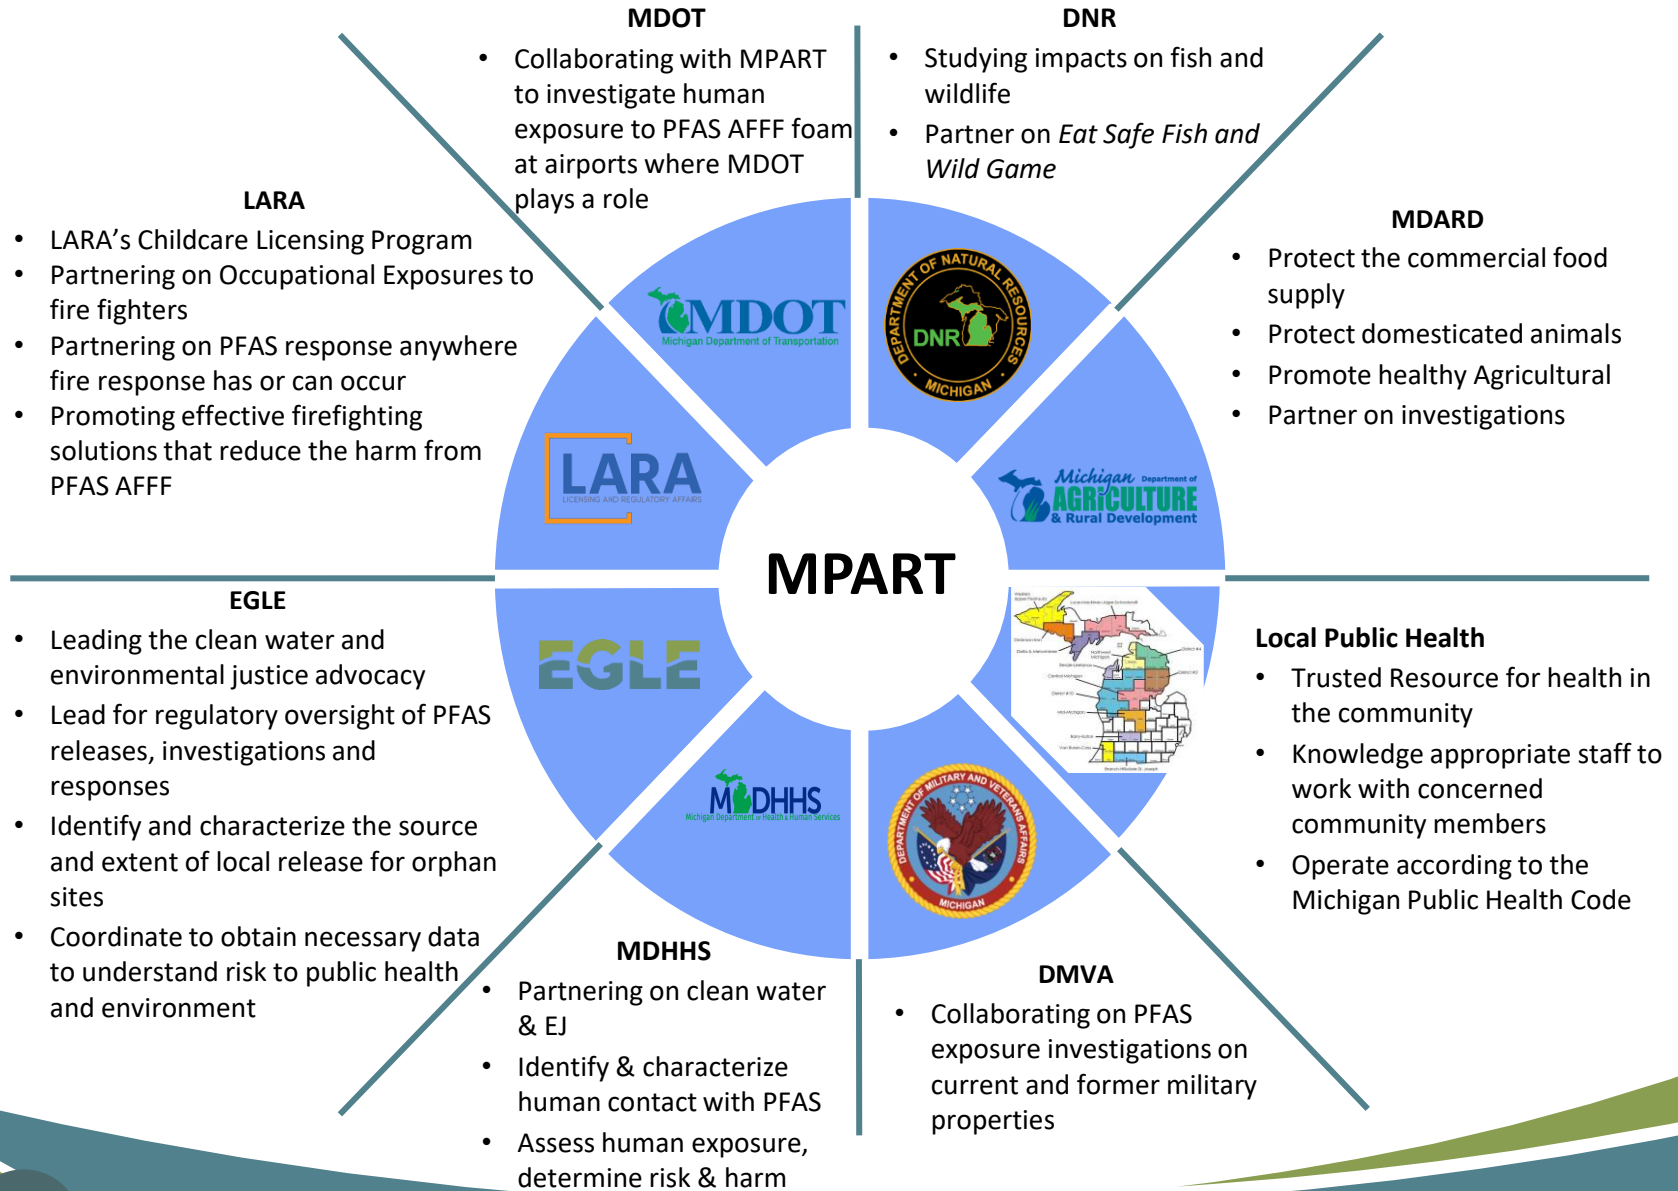 MDOT
• Collaborating with MPART
to investigate human
exposure to PFAS AFFF foam
at airports where MDOT
plays a role
DNR
• Studying impacts on fish and
wildlife
• Partner on Eat Safe Fish and
Wild Game
LARA
• LARA's Childcare Licensing Program
• Partnering on Occupational Exposures to
fire fighters
• Partnering on PFAS response anywhere
fire response has or can occur
• Promoting effective firefighting
solutions that reduce the harm from
PFAS AFFF
MDARD
• Protect the commercial food
supply
• Protect domesticated animals
• Promote healthy Agricultural
• Partner on investigations
MDOT
Michigan Department of Transportation
DEPARTMENT OF NATURAL RESOURCES
DNR
MICHIGAN
LARA
LICENSING AND REGULATORY AFFAIRS
Michigan Department of
AGRICULTURE
& Rural Development
MPART
EGLE
• Leading the clean water and
environmental justice advocacy
• Lead for regulatory oversight of PFAS
releases, investigations and
responses
• Identify and characterize the source
and extent of local release for orphan
sites
• Coordinate to obtain necessary data
to understand risk to public health
and environment
EGLE
Local Public Health
• Trusted Resource for health in
the community
• Knowledge appropriate staff to
work with concerned
community members
• Operate according to the
Michigan Public Health Code
MDHHS
Michigan Department of Health & Human Services
DEPARTMENT OF MILITARY AND VETERANS AFFAIRS
MICHIGAN
MDHHS
• Partnering on clean water
& EJ
• Identify & characterize
human contact with PFAS
• Assess human exposure,
determine risk & harm
DMVA
• Collaborating on PFAS
exposure investigations on
current and former military
properties